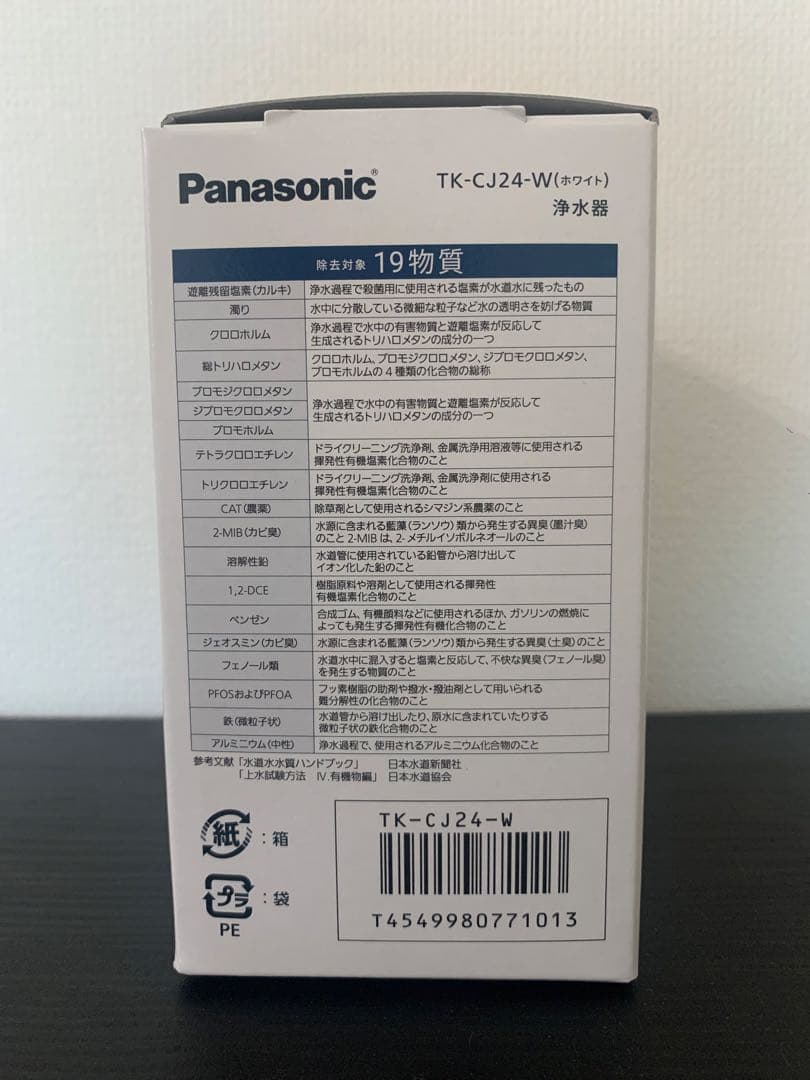 Panasonic®
TK-CJ24-W(ホワイト)
浄水器
除去対象 19物質
遊離残留塩素(カルキ) 浄水過程で殺菌用に使用される塩素が水道水に残ったもの
濁り 水中に分散している微細な粒子など水の透明さを妨げる物質
クロロホルム 浄水過程で水中の有害物質と遊離塩素が反応して
生成されるトリハロメタンの成分の一つ
総トリハロメタン クロロホルム、ブロモジクロロメタン、ジブロモクロロメタン、
ブロモホルムの4種類の化合物の総称
ブロモジクロロメタン
ジブロモクロロメタン
ブロモホルム
浄水過程で水中の有害物質と遊離塩素が反応して
生成されるトリハロメタンの成分の一つ
テトラクロロエチレン ドライクリーニング洗浄剤、金属洗浄用溶液等に使用される
揮発性有機塩素化合物のこと
トリクロロエチレン ドライクリーニング洗浄剤、金属洗浄剤に使用される
揮発性有機塩素化合物のこと
CAT(農薬) 除草剤として使用されるシマジン系農薬のこと
2-MIB(カビ臭) 水源に含まれる藍藻(ランソウ)類から発生する異臭(墨汁臭)
のこと 2-MIBは、2-メチルイソボルネオールのこと
溶解性鉛 水道管に使用されている鉛管から溶け出して
イオン化した鉛のこと
1,2-DCE 樹脂原料や溶剤として使用される揮発性
有機塩素化合物のこと
ベンゼン 合成ゴム、有機顔料などに使用されるほか、ガソリンの燃焼に
よっても発生する揮発性有機化合物のこと
ジェオスミン(カビ臭) 水源に含まれる藍藻(ランソウ)類から発生する異臭(土臭)のこと
フェノール類 水道水中に混入すると塩素と反応して、不快な異臭(フェノール臭)
を発生する物質のこと
PFOSおよびPFOA フッ素樹脂の助剤や撥水・撥油剤として用いられる
難分解性の化合物のこと
鉄(微粒子状) 水道管から溶け出したり、原水に含まれていたりする
微粒子状の鉄化合物のこと
アルミニウム(中性) 浄水過程で、使用されるアルミニウム化合物のこと
参考文献「水道水水質ハンドブック」 日本水道新聞社
「上水試験方法 Ⅳ.有機物編」 日本水道協会
紙 :箱
プラ :袋
PE
TK-CJ24-W
T4549980771013